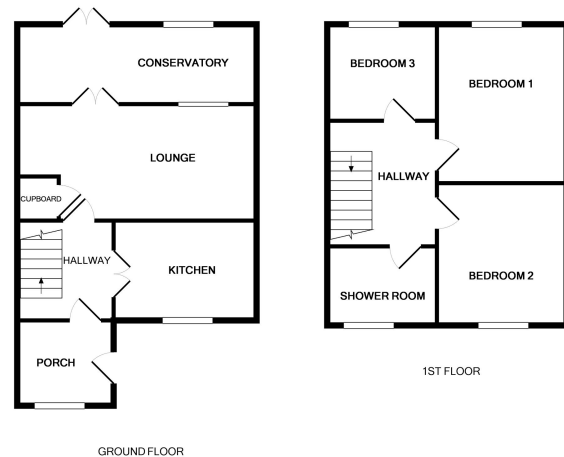 CONSERVATORY
LOUNGE
CUPBOARD
HALLWAY
KITCHEN
PORCH
GROUND FLOOR
BEDROOM 3
BEDROOM 1
HALLWAY
BEDROOM 2
SHOWER ROOM
1ST FLOOR